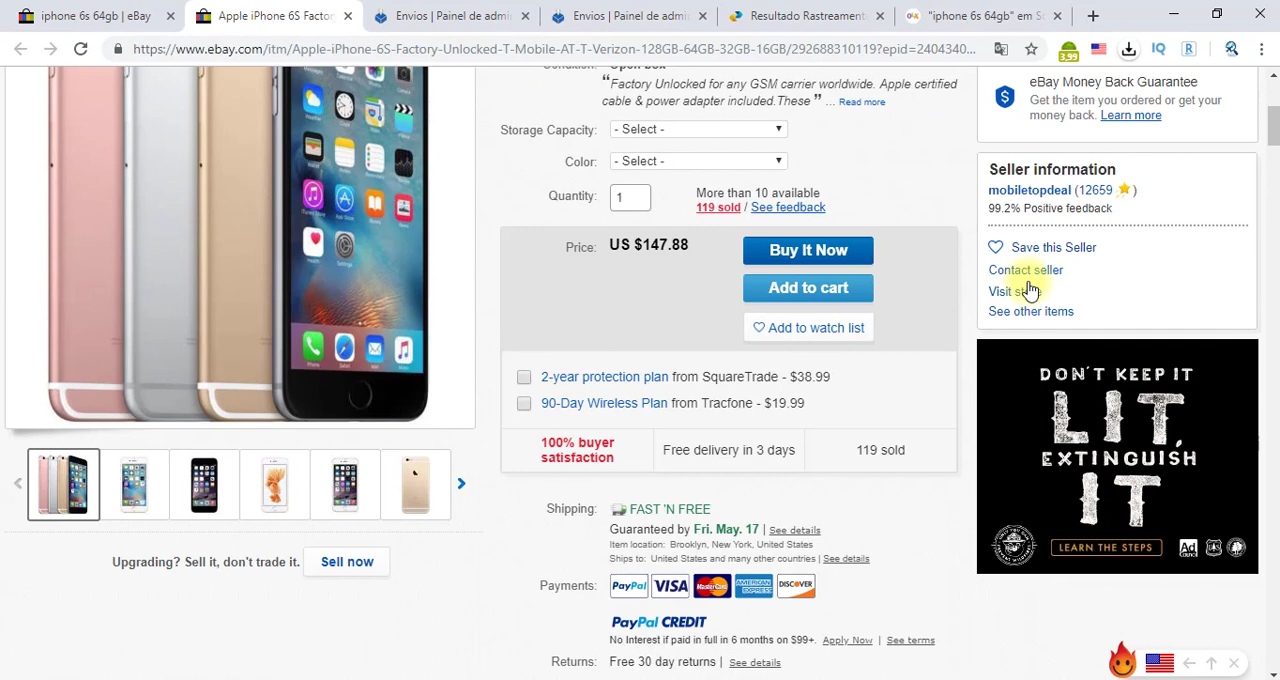 iphone 6s 64gb | eBay
Apple iPhone 6S Factor
Envios | Painel de admi
Envios | Painel de admin
Resultado Rastreament
"iphone 6s 64gb" em S
https://www.ebay.com/itm/Apple-iPhone-6S-Factory-Unlocked-T-Mobile-AT-T-Verizon-128GB-64GB-32GB-16GB/292688310119?epid=2404340...
3,99
IQ
R
"Factory Unlocked for any GSM carrier worldwide. Apple certified
cable & power adapter included.These " ... Read more
Storage Capacity: - Select -
Color: - Select -
Quantity: 1
More than 10 available
119 sold / See feedback
Price: US $147.88
Buy It Now
Add to cart
Add to watch list
2-year protection plan from SquareTrade - $38.99
90-Day Wireless Plan from Tracfone - $19.99
100% buyer
satisfaction
Free delivery in 3 days
119 sold
Upgrading? Sell it, don't trade it. Sell now
Shipping: FAST 'N FREE
Guaranteed by Fri. May. 17 | See details
Item location: Brooklyn, New York, United States
Ships to: United States and many other countries | See details
Payments: PayPal VISA MasterCard AMERICAN EXPRESS DISCOVER
PayPal CREDIT
No Interest if paid in full in 6 months on $99+. Apply Now | See terms
Returns: Free 30 day returns | See details
eBay Money Back Guarantee
Get the item you ordered or get your
money back. Learn more
Seller information
mobiletopdeal (12659 )
99.2% Positive feedback
Save this Seller
Contact seller
Visit store
See other items
DON'T KEEP IT
LIT,
EXTINGUISH
IT
LEARN THE STEPS
Ad